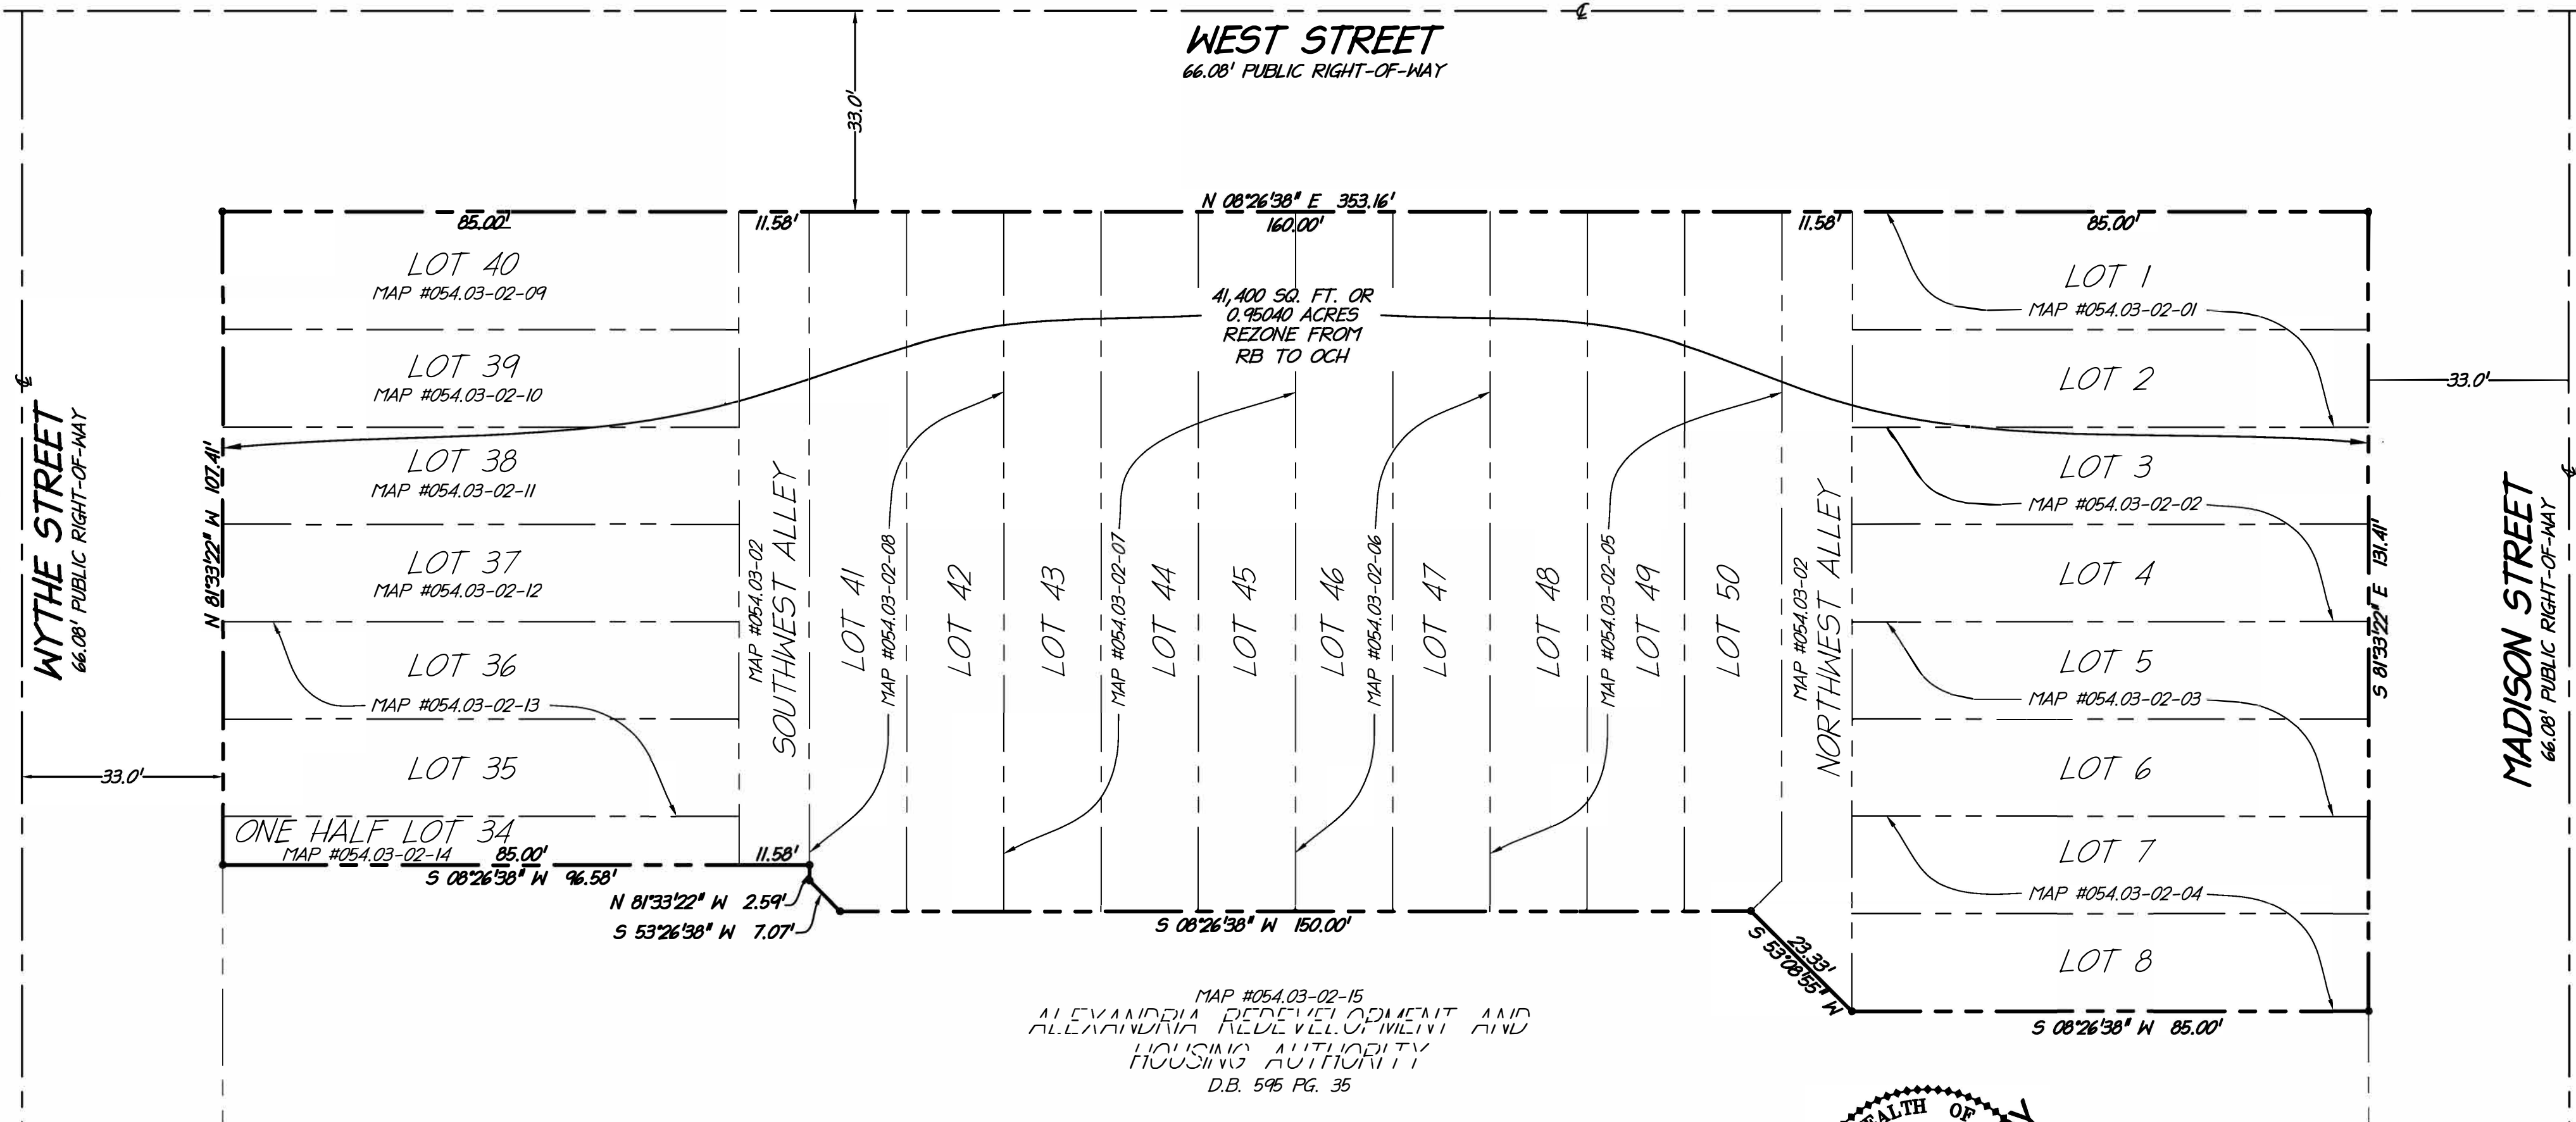 WEST STREET
66.08' PUBLIC RIGHT-OF-WAY
33.0'
N 08°26'38" E 353.16'
85.00'
11.58'
160.00'
11.58'
85.00'
41,400 SQ. FT. OR
0.95040 ACRES
REZONE FROM
RB TO OCH
WYTHE STREET
66.08' PUBLIC RIGHT-OF-WAY
33.0'
N 81°33'22" W 107.41'
LOT 40
MAP #054.03-02-09
LOT 39
MAP #054.03-02-10
LOT 38
MAP #054.03-02-11
LOT 37
MAP #054.03-02-12
LOT 36
MAP #054.03-02-13
LOT 35
ONE HALF LOT 34
MAP #054.03-02-14
85.00'
11.58'
S 08°26'38" W 96.58'
N 81°33'22" W 2.59'
S 53°26'38" W 7.07'
MAP #054.03-02
SOUTHWEST ALLEY
LOT 41
MAP #054.03-02-08
LOT 42
LOT 43
MAP #054.03-02-07
LOT 44
LOT 45
LOT 46
MAP #054.03-02-06
LOT 47
LOT 48
MAP #054.03-02-05
LOT 49
LOT 50
MAP #054.03-02
NORTHWEST ALLEY
S 08°26'38" W 150.00'
23.33'
S 53°08'55" W
LOT 1
MAP #054.03-02-01
LOT 2
LOT 3
MAP #054.03-02-02
LOT 4
LOT 5
MAP #054.03-02-03
LOT 6
LOT 7
MAP #054.03-02-04
LOT 8
S 08°26'38" W 85.00'
S 81°33'22" E 131.41'
33.0'
MADISON STREET
66.08' PUBLIC RIGHT-OF-WAY
MAP #054.03-02-15
ALEXANDRIA REDEVELOPMENT AND
HOUSING AUTHORITY
D.B. 595 PG. 35
EALTH OF